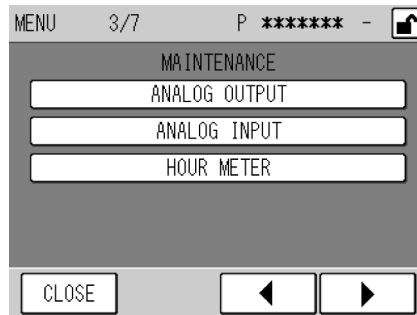 MENU 3/7 P ******* -
MAINTENANCE
ANALOG OUTPUT
ANALOG INPUT
HOUR METER
CLOSE